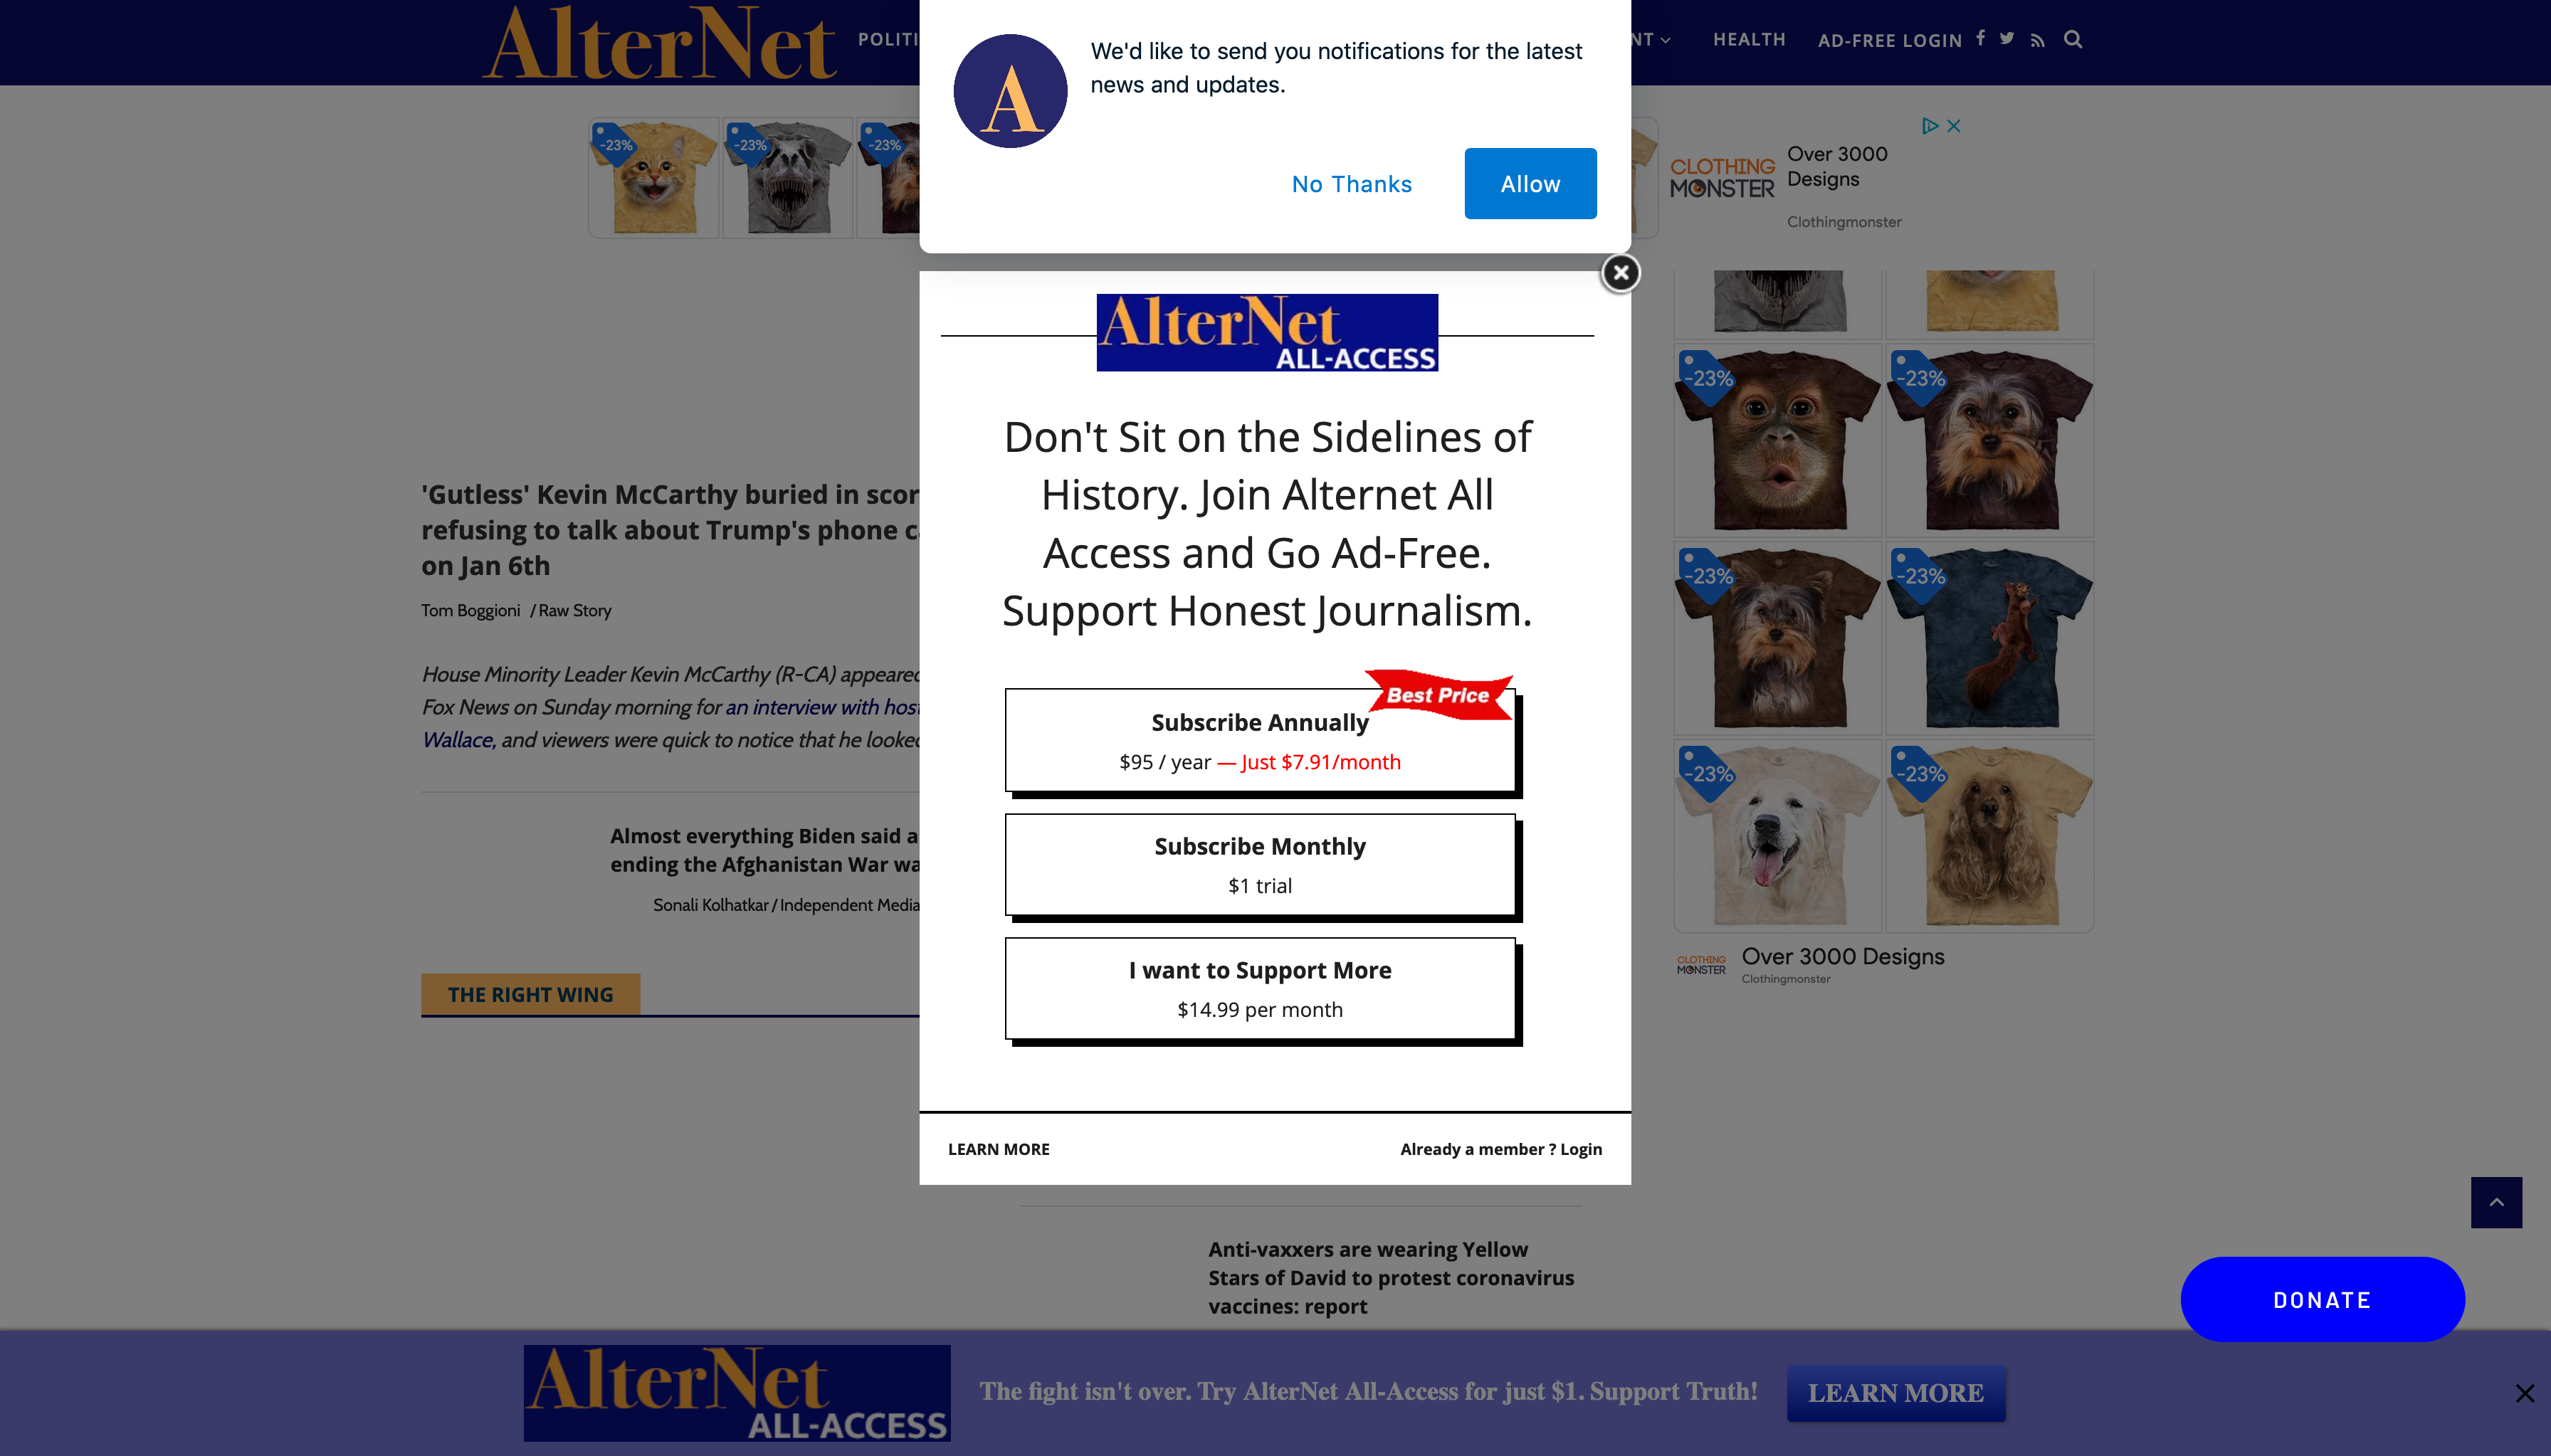 AlterNet
POLITI
NT
HEALTH
AD-FREE LOGIN
We'd like to send you notifications for the latest
news and updates.
No Thanks
Allow
-23%
-23%
-23%
CLOTHING
MONSTER
Over 3000
Designs
Clothingmonster
AlterNet
ALL-ACCESS
Don't Sit on the Sidelines of
History. Join Alternet All
Access and Go Ad-Free.
Support Honest Journalism.
Best Price
Subscribe Annually
$95 / year — Just $7.91/month
Subscribe Monthly
$1 trial
I want to Support More
$14.99 per month
LEARN MORE
Already a member ? Login
'Gutless' Kevin McCarthy buried in scor
refusing to talk about Trump's phone c
on Jan 6th
Tom Boggioni / Raw Story
House Minority Leader Kevin McCarthy (R-CA) appeared
Fox News on Sunday morning for an interview with host
Wallace, and viewers were quick to notice that he looked
Almost everything Biden said a
ending the Afghanistan War wa
Sonali Kolhatkar / Independent Media
THE RIGHT WING
-23%
-23%
-23%
-23%
-23%
-23%
CLOTHING
MONSTER
Over 3000 Designs
Clothingmonster
Anti-vaxxers are wearing Yellow
Stars of David to protest coronavirus
vaccines: report
DONATE
AlterNet
ALL-ACCESS
The fight isn't over. Try AlterNet All-Access for just $1. Support Truth!
LEARN MORE